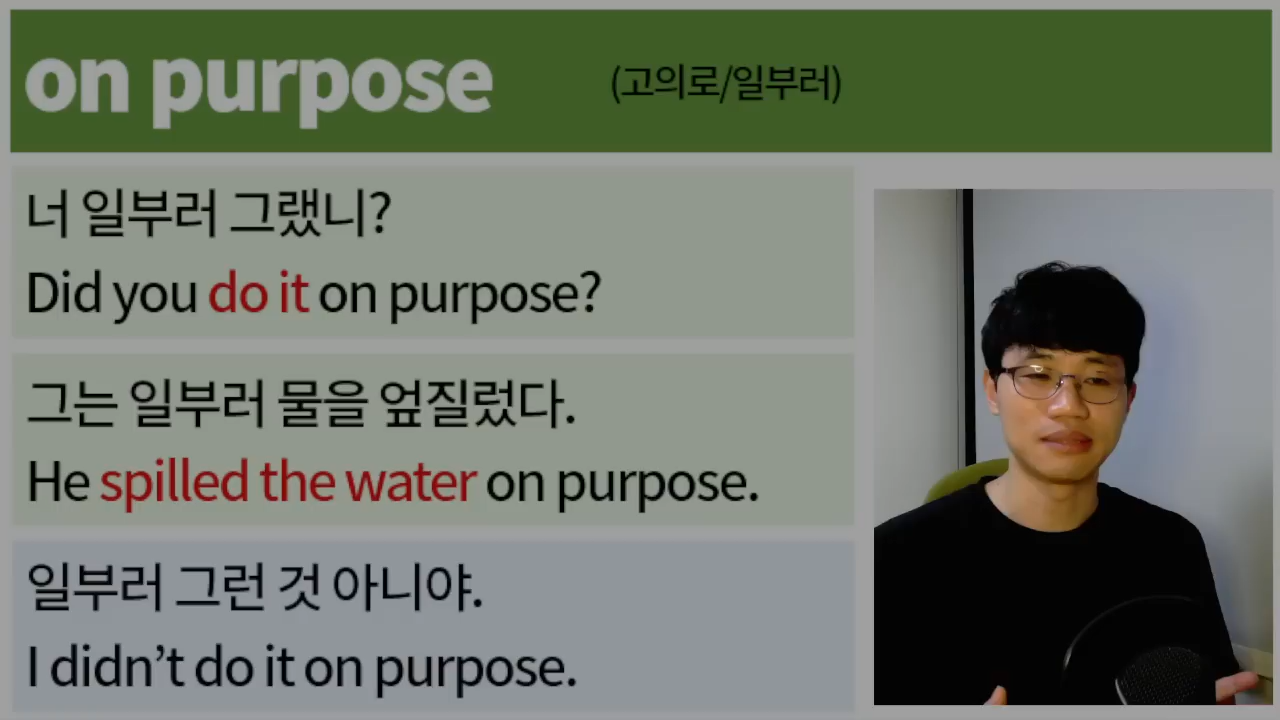 on purpose (고의로/일부러)
너 일부러 그랬니?
Did you do it on purpose?
그는 일부러 물을 엎질렀다.
He spilled the water on purpose.
일부러 그런 것 아니야.
I didn’t do it on purpose.